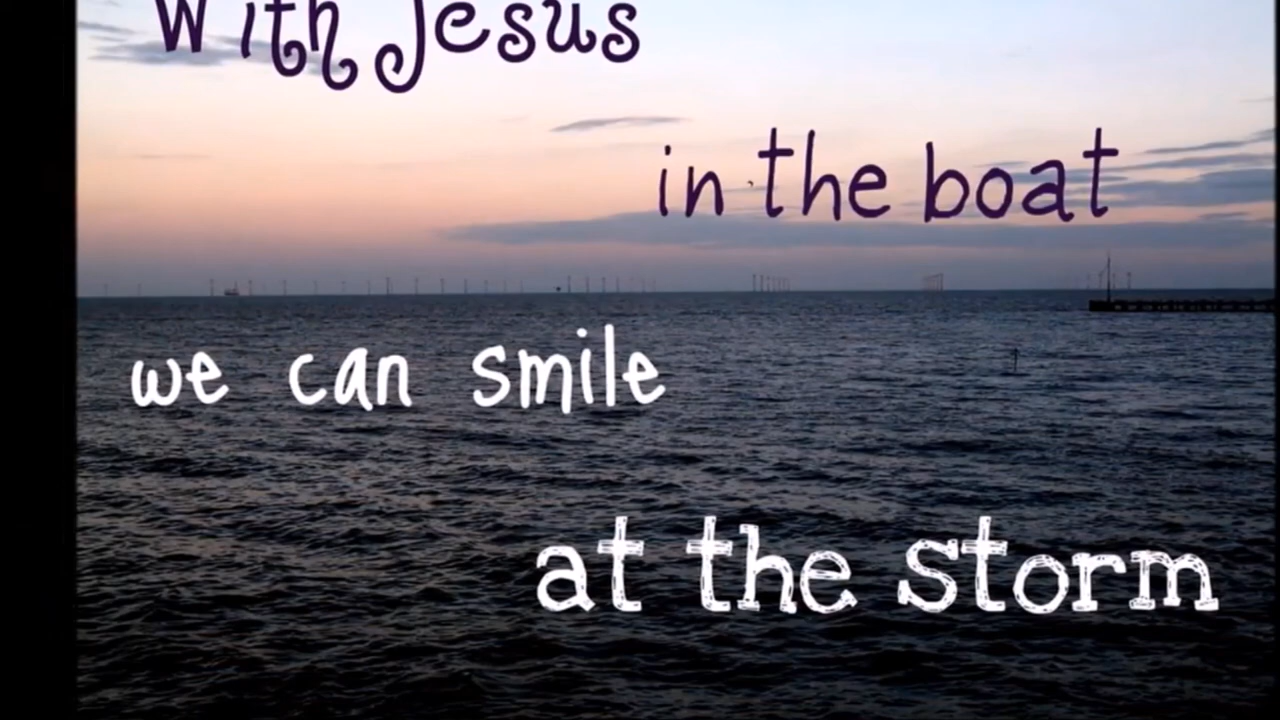 With Jesus
in the boat
we can smile
at the storm